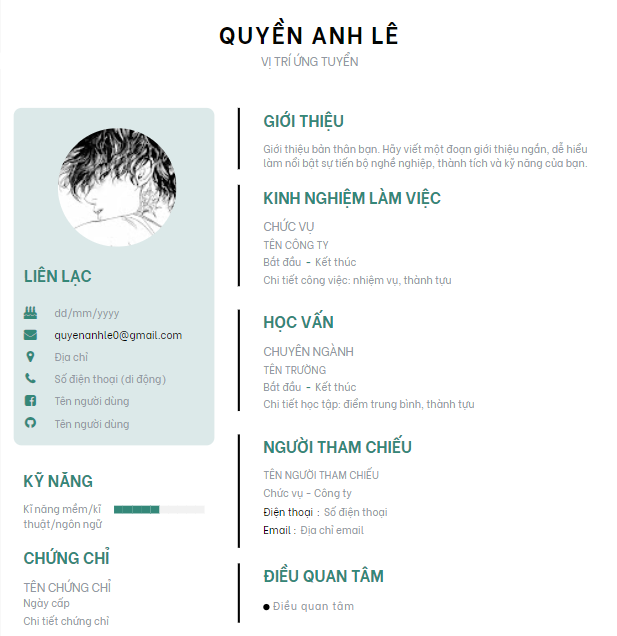 QUYỀN ANH LÊ
VỊ TRÍ ỨNG TUYỂN
LIÊN LẠC
dd/mm/yyyy
quyenanhle0@gmail.com
Địa chỉ
Số điện thoại (di động)
Tên người dùng
Tên người dùng
KỸ NĂNG
Kĩ năng mềm/kĩ
thuật/ngôn ngữ
CHỨNG CHỈ
TÊN CHỨNG CHỈ
Ngày cấp
Chi tiết chứng chỉ
GIỚI THIỆU
Giới thiệu bản thân bạn. Hãy viết một đoạn giới thiệu ngắn, dễ hiểu
làm nổi bật sự tiến bộ nghề nghiệp, thành tích và kỹ năng của bạn.
KINH NGHIỆM LÀM VIỆC
CHỨC VỤ
TÊN CÔNG TY
Bắt đầu - Kết thúc
Chi tiết công việc: nhiệm vụ, thành tựu
HỌC VẤN
CHUYÊN NGÀNH
TÊN TRƯỜNG
Bắt đầu - Kết thúc
Chi tiết học tập: điểm trung bình, thành tựu
NGƯỜI THAM CHIẾU
TÊN NGƯỜI THAM CHIẾU
Chức vụ - Công ty
Điện thoại : Số điện thoại
Email : Địa chỉ email
ĐIỀU QUAN TÂM
● Điều quan tâm